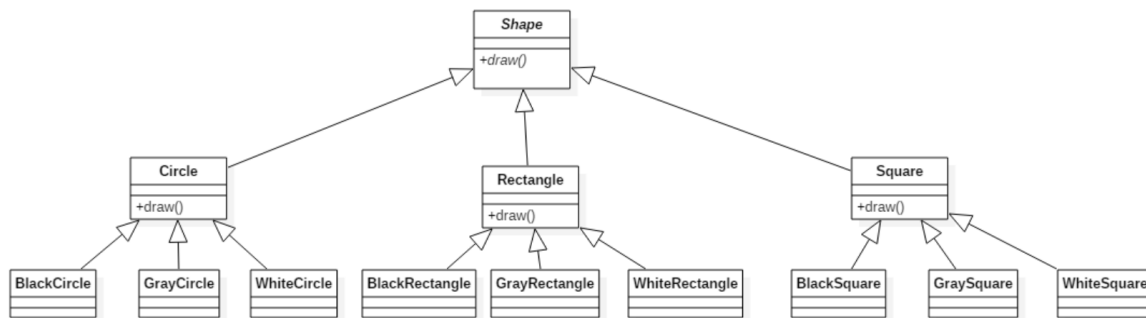 Shape
+draw()
Circle
+draw()
Rectangle
+draw()
Square
+draw()
BlackCircle
GrayCircle
WhiteCircle
BlackRectangle
GrayRectangle
WhiteRectangle
BlackSquare
GraySquare
WhiteSquare